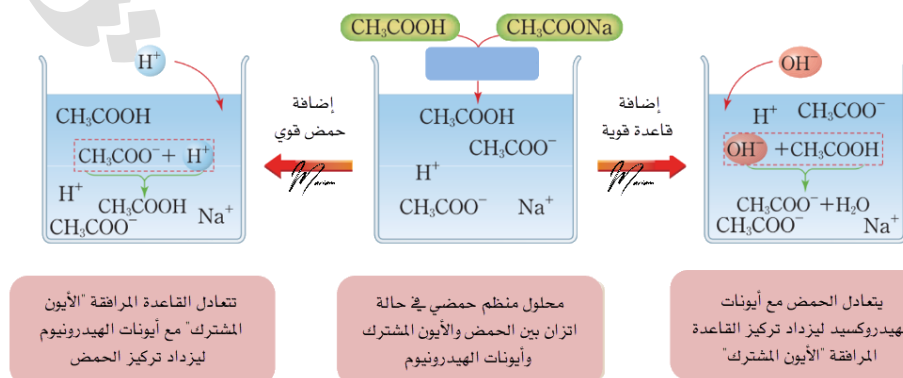 CH₃COOH CH₃COONa
H⁺
CH₃COOH
CH₃COO⁻ + H⁺
H⁺
CH₃COOH
CH₃COO⁻
Na⁺
إضافة
حمض قوي
Mariam
CH₃COOH
CH₃COO⁻
H⁺
CH₃COO⁻ Na⁺
إضافة
قاعدة قوية
Mariam
OH⁻
H⁺ CH₃COO⁻
OH⁻ +CH₃COOH
CH₃COO⁻+H₂O
CH₃COO⁻ Na⁺
يتعادل الحمض مع أيونات
لهيدروكسيد ليزداد تركيز القاعدة
المرافقة "الأيون المشترك"
محلول منظم حمضي في حالة
اتزان بين الحمض والأيون المشترك
وأيونات الهيدرونيوم
تتعادل القاعدة المرافقة "الأيون
المشترك" مع أيونات الهيدرونيوم
ليزداد تركيز الحمض